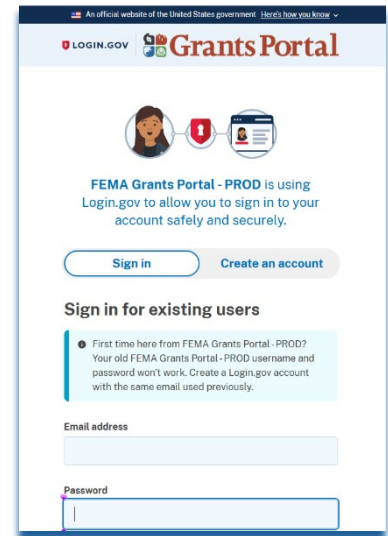 An official website of the United States government Here's how you know
LOGIN.GOV Grants Portal
FEMA Grants Portal - PROD is using
Login.gov to allow you to sign in to your
account safely and securely.
Sign in Create an account
Sign in for existing users
First time here from FEMA Grants Portal - PROD?
Your old FEMA Grants Portal - PROD username and
password won't work. Create a Login.gov account
with the same email used previously.
Email address
Password